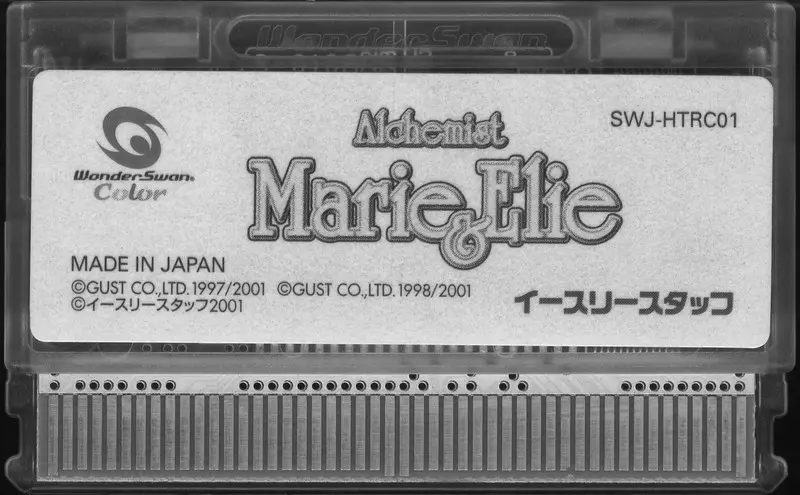 WonderSwan
SWJ-HTRC01
WonderSwan
Color
Alchemist
Marie & Elie
MADE IN JAPAN
©GUST CO.,LTD.1997/2001 ©GUST CO.,LTD.1998/2001
©イースリースタッフ2001
イースリースタッフ